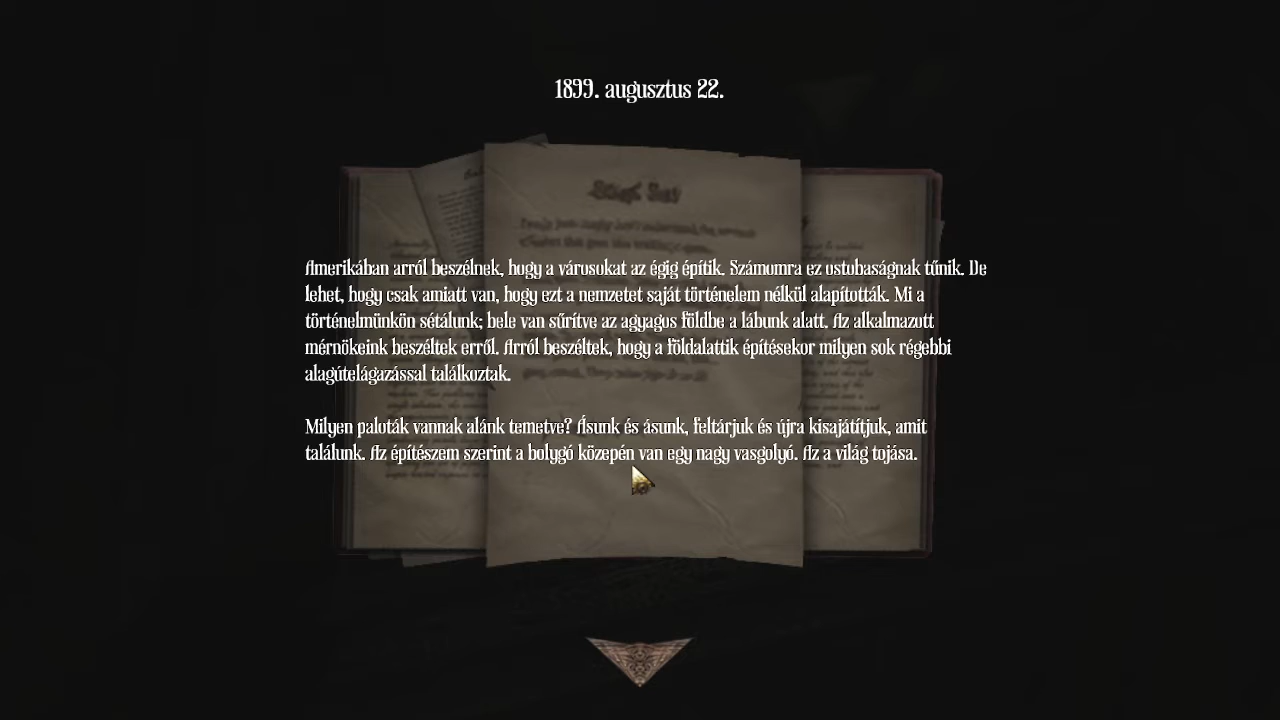 1899. augusztus 22.
Amerikában arról beszélnek, hogy a városokat az égig építik. Számomra ez ostobaságnak tűnik. De
lehet, hogy csak amiatt van, hogy ezt a nemzetet saját történelem nélkül alapították. Mi a
történelmünkön sétálunk; bele van sűrítve az agyagos földbe a lábunk alatt. Az alkalmazott
mérnökeink beszéltek erről. Arról beszéltek, hogy a földalattik építésekor milyen sok régebbi
alagútelágazással találkoztak.
Milyen paloták vannak alánk temetve? Ásunk és ásunk, feltárjuk és újra kisajátítjuk, amit
találunk. Az építészem szerint a bolygó közepén van egy nagy vasgolyó. Az a világ tojása.